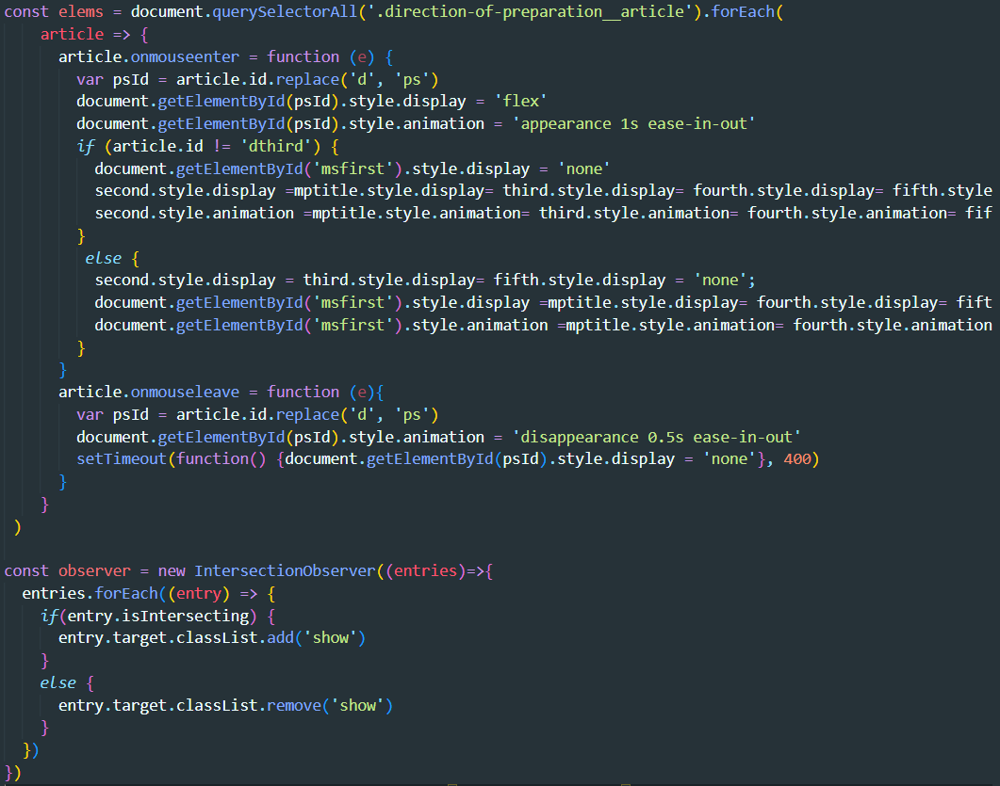 const elems = document.querySelectorAll('.direction-of-preparation__article').forEach(
    article => {
      article.onmouseenter = function (e) {
        var psId = article.id.replace('d', 'ps')
        document.getElementById(psId).style.display = 'flex'
        document.getElementById(psId).style.animation = 'appearance 1s ease-in-out'
        if (article.id != 'dthird') {
          document.getElementById('msfirst').style.display = 'none'
          second.style.display =mptitle.style.display= third.style.display= fourth.style.display= fifth.style
          second.style.animation =mptitle.style.animation= third.style.animation= fourth.style.animation= fif
        }
         else {
          second.style.display = third.style.display= fifth.style.display = 'none';
          document.getElementById('msfirst').style.display =mptitle.style.display= fourth.style.display= fift
          document.getElementById('msfirst').style.animation =mptitle.style.animation= fourth.style.animation
        }
      }
      article.onmouseleave = function (e){
        var psId = article.id.replace('d', 'ps')
        document.getElementById(psId).style.animation = 'disappearance 0.5s ease-in-out'
        setTimeout(function() {document.getElementById(psId).style.display = 'none'}, 400)
      }
    }
 )
const observer = new IntersectionObserver((entries)=>{
  entries.forEach((entry) => {
    if(entry.isIntersecting) {
      entry.target.classList.add('show')
    }
    else {
      entry.target.classList.remove('show')
    }
  })
})